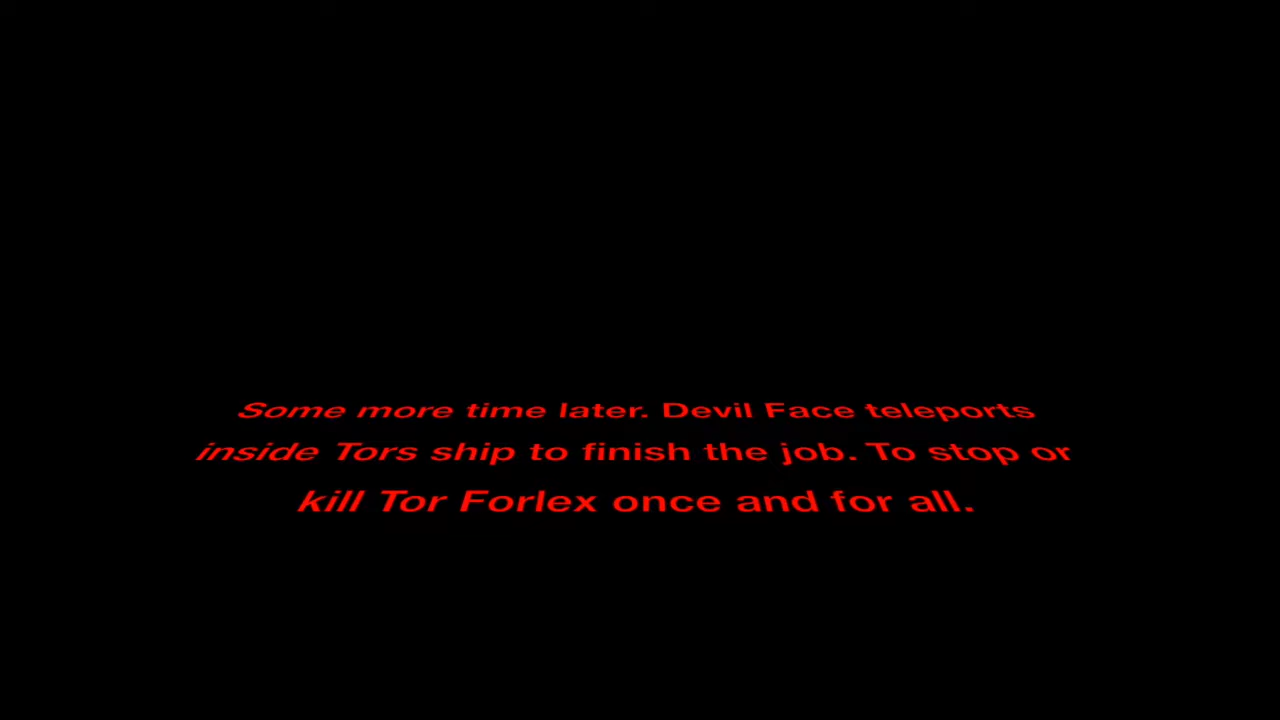 Some more time later. Devil Face teleports
inside Tors ship to finish the job. To stop or
kill Tor Forlex once and for all.